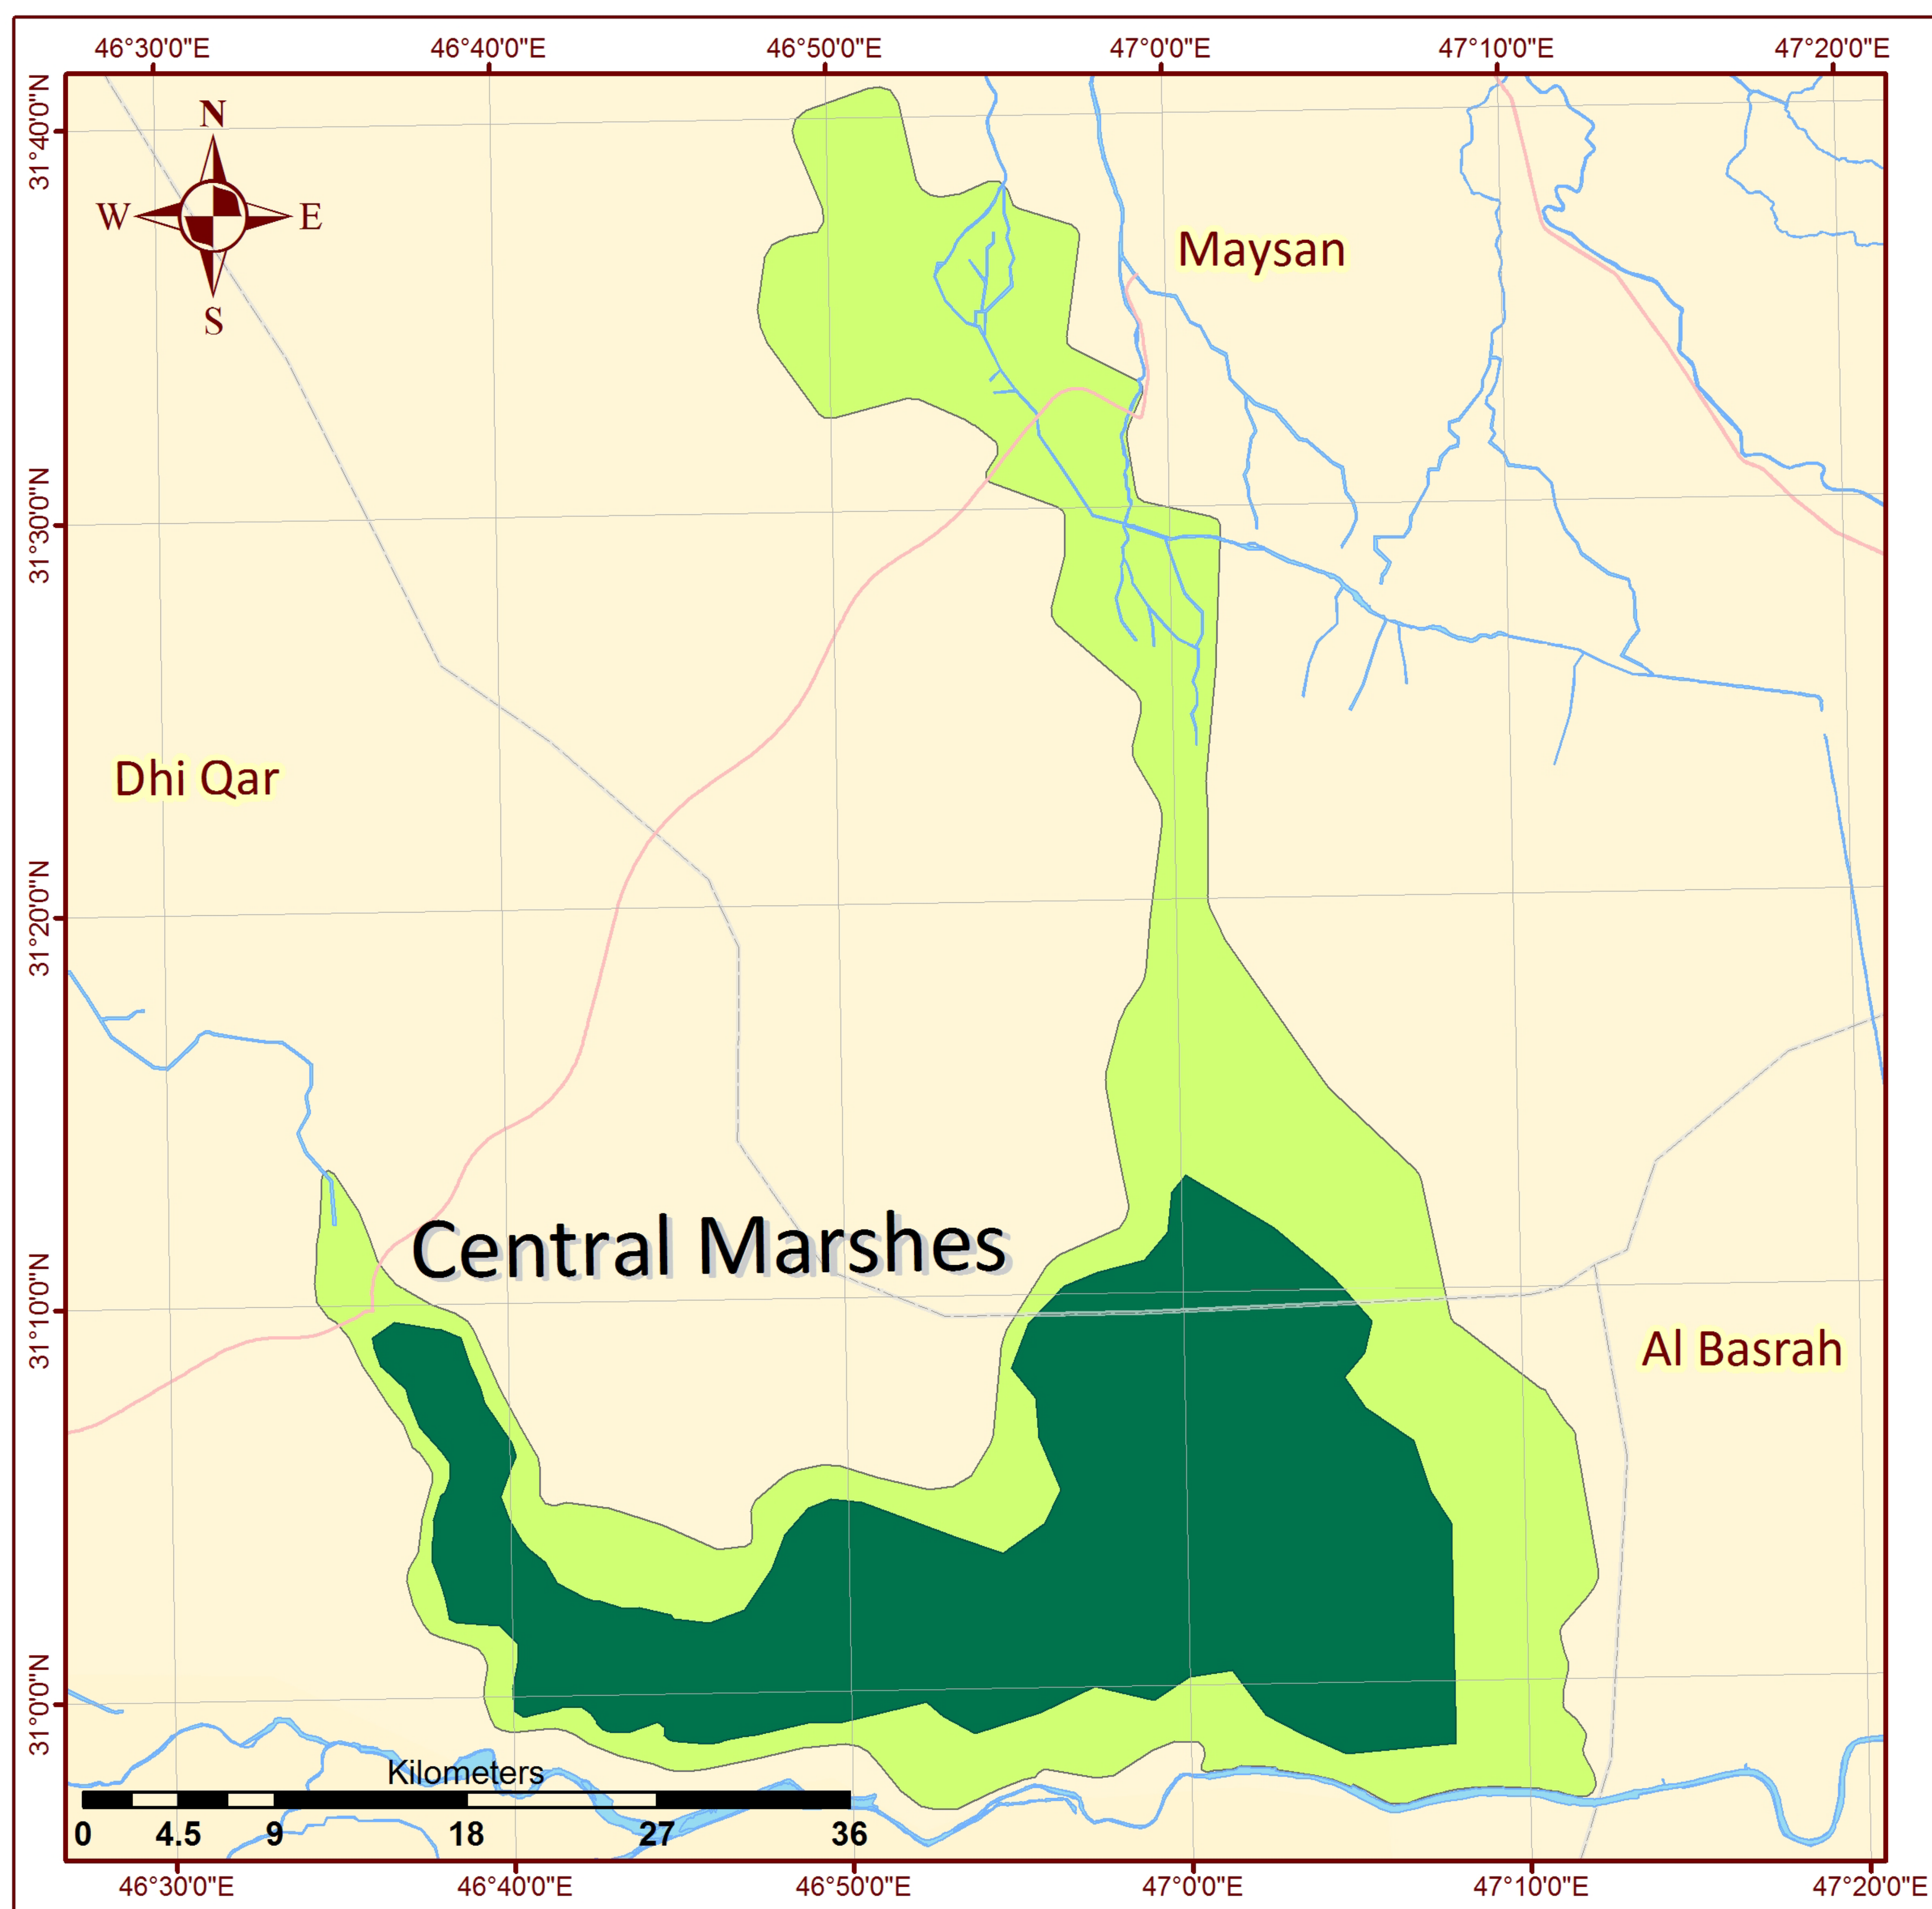 46°30'0"E 46°40'0"E 46°50'0"E 47°0'0"E 47°10'0"E 47°20'0"E
31°40'0"N
N
W E
S
Maysan
31°30'0"N
Dhi Qar
31°20'0"N
Central Marshes
31°10'0"N
Al Basrah
31°0'0"N
Kilometers
0 4.5 9 18 27 36
46°30'0"E 46°40'0"E 46°50'0"E 47°0'0"E 47°10'0"E 47°20'0"E